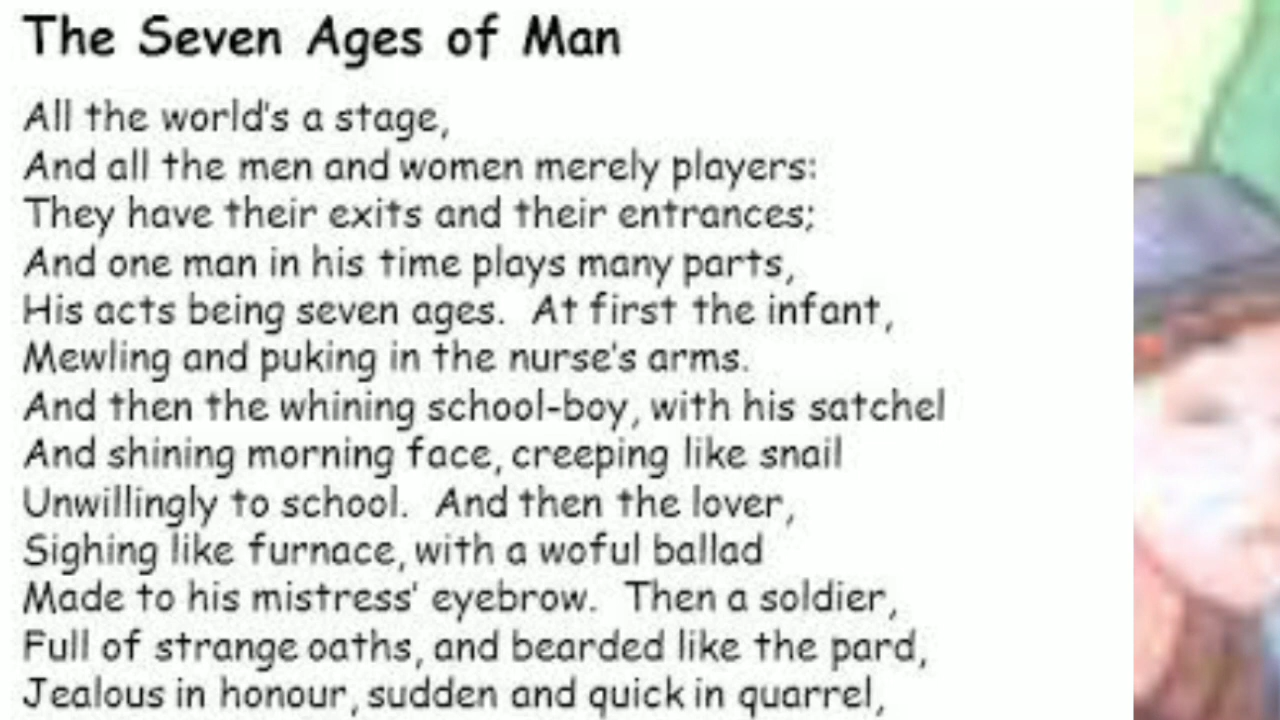 The Seven Ages of Man
All the world's a stage,
And all the men and women merely players:
They have their exits and their entrances;
And one man in his time plays many parts,
His acts being seven ages. At first the infant,
Mewling and puking in the nurse's arms.
And then the whining school-boy, with his satchel
And shining morning face, creeping like snail
Unwillingly to school. And then the lover,
Sighing like furnace, with a woful ballad
Made to his mistress' eyebrow. Then a soldier,
Full of strange oaths, and bearded like the pard,
Jealous in honour, sudden and quick in quarrel,